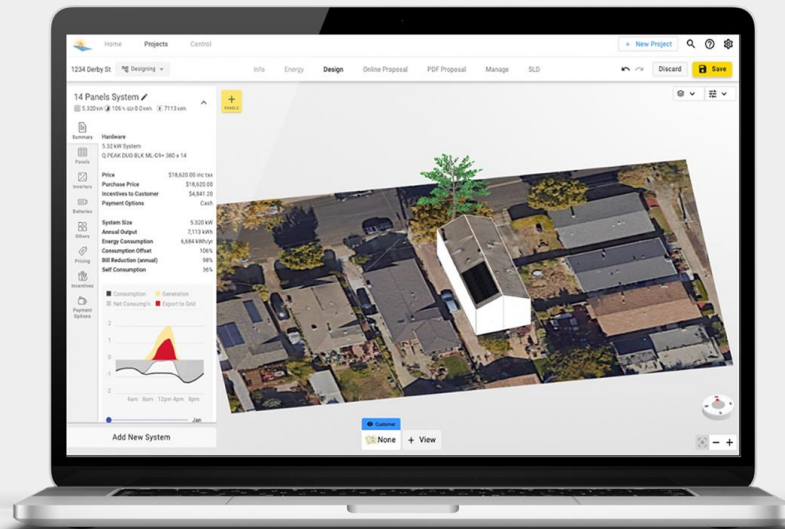 Home Projects Control
+ New Project
1234 Derby St Designing
Info Energy Design Online Proposal PDF Proposal Manage SLD
Discard Save
14 Panels System
5.320 kW 106% 0.0 kWh 7113 kWh
+
PANELS
Summary
Panels
Inverters
Batteries
Others
Pricing
Incentives
Payment
Options
Hardware
5.32 kW System
Q.PEAK DUO BLK ML-G9+ 380 x 14
Price $18,620.00 inc tax
Purchase Price $18,620.00
Incentives to Customer $4,841.20
Payment Options Cash
System Size 5.320 kW
Annual Output 7,113 kWh
Energy Consumption 6,684 kWh/yr
Consumption Offset 106%
Bill Reduction (annual) 98%
Self Consumption 36%
Consumption Generation
Net Consumptn Export to Grid
2
1
0
-1
-2
4am 8am 12pm 4pm 8pm
Jan
Add New System
Customer
None + View